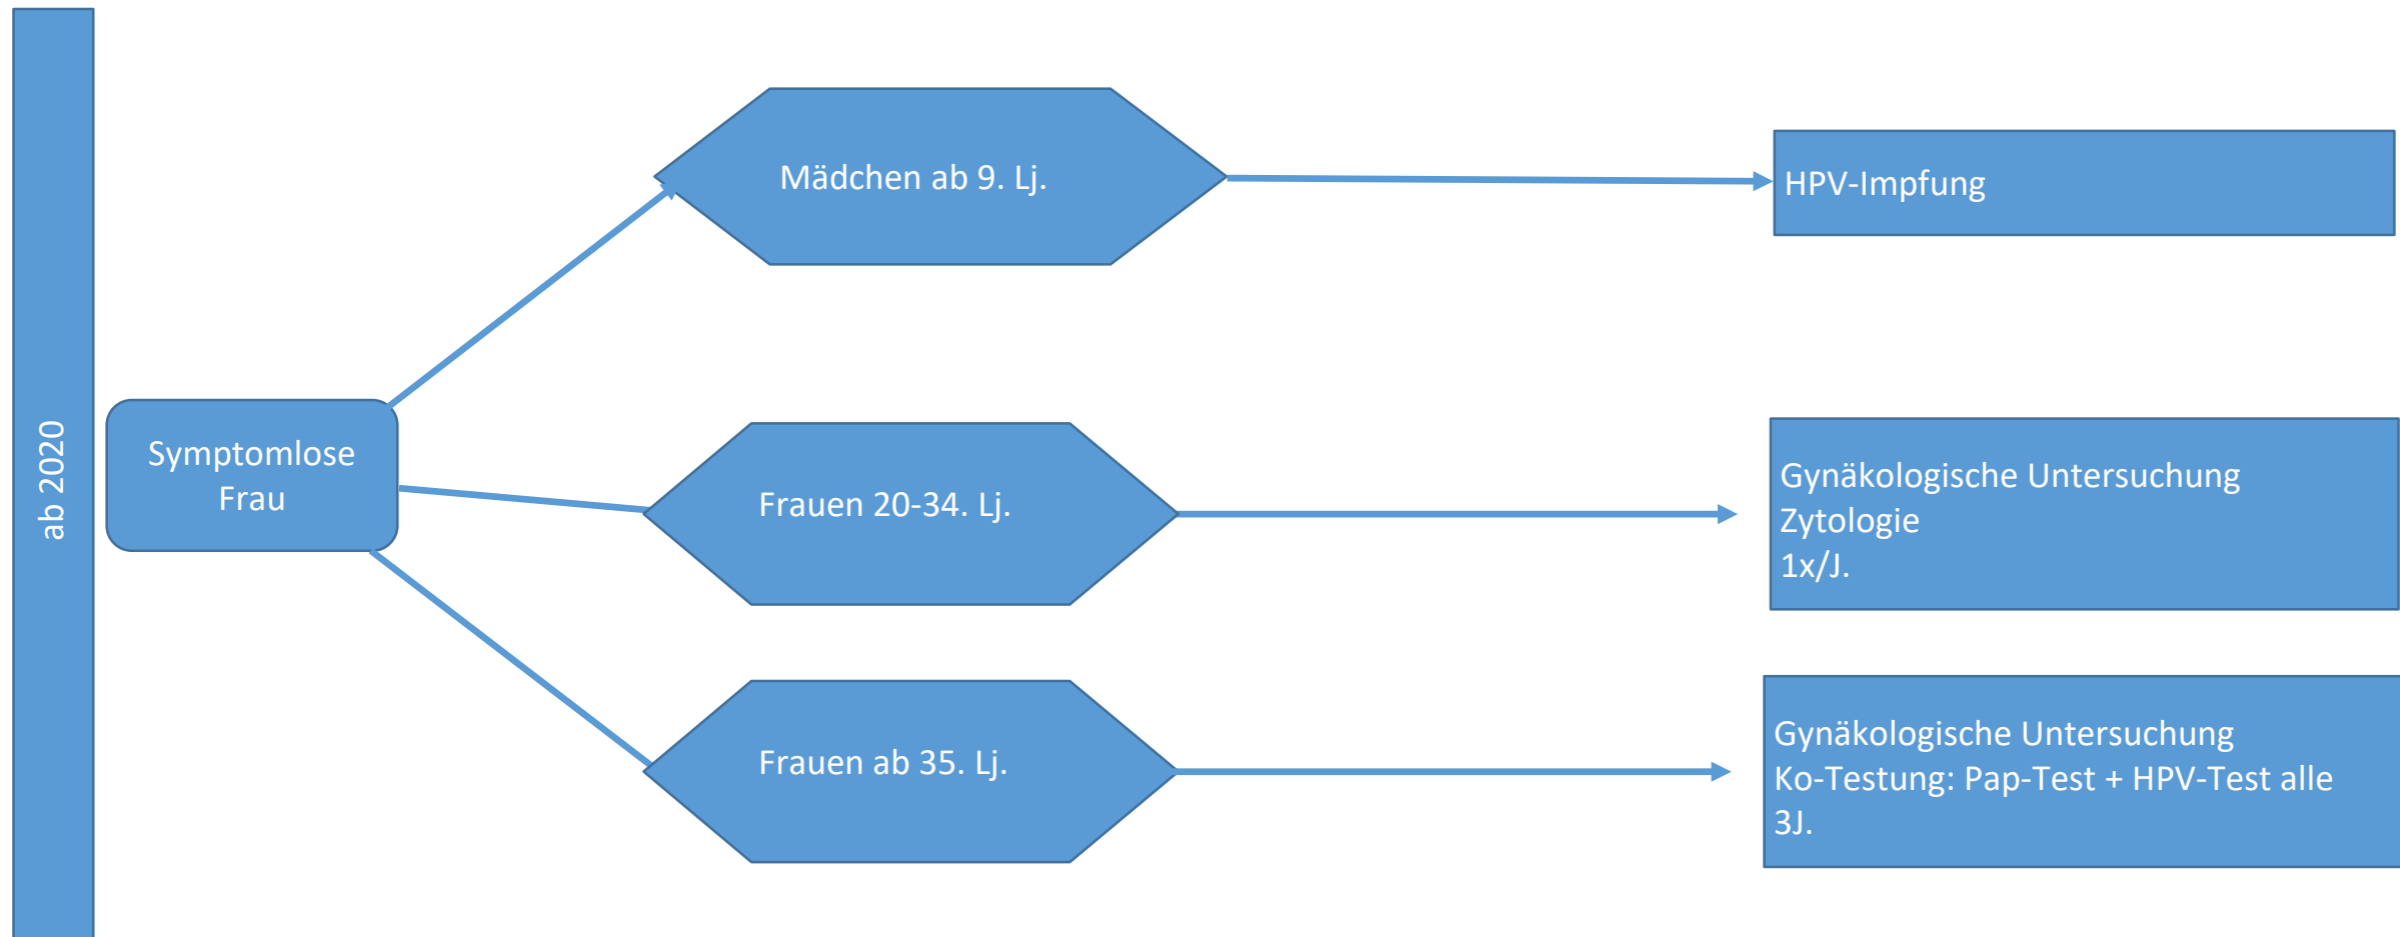 ab 2020
Symptomlose
Frau
Mädchen ab 9. Lj.
HPV-Impfung
Frauen 20-34. Lj.
Gynäkologische Untersuchung
Zytologie
1x/J.
Frauen ab 35. Lj.
Gynäkologische Untersuchung
Ko-Testung: Pap-Test + HPV-Test alle
3J.